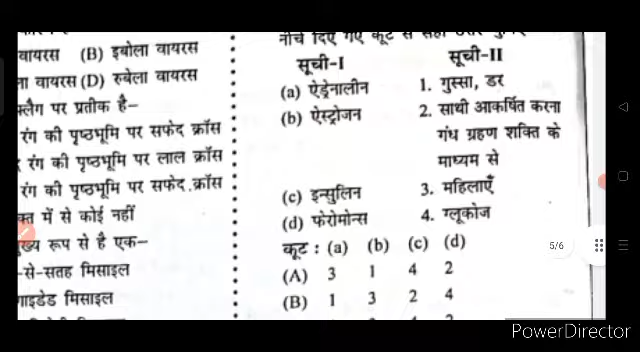 वायरस (B) इबोला वायरस
ना वायरस (D) रुबेला वायरस
फ्लैग पर प्रतीक है–
रंग की पृष्ठभूमि पर सफेद क्रॉस
रंग की पृष्ठभूमि पर लाल क्रॉस
रंग की पृष्ठभूमि पर सफेद क्रॉस
क्त में से कोई नहीं
ख्य रूप से है एक–
-से-सतह मिसाइल
गाइडेड मिसाइल
नीचे दिए गए कूट से सही उत्तर
सूची-I सूची-II
(a) ऐड्रेनालीन 1. गुस्सा, डर
(b) ऐस्ट्रोजन 2. साथी आकर्षित करना
गंध ग्रहण शक्ति के
माध्यम से
(c) इन्सुलिन 3. महिलाएँ
(d) फेरोमोन्स 4. ग्लूकोज
कूट : (a) (b) (c) (d)
(A) 3 1 4 2
(B) 1 3 2 4
5/6
PowerDirector